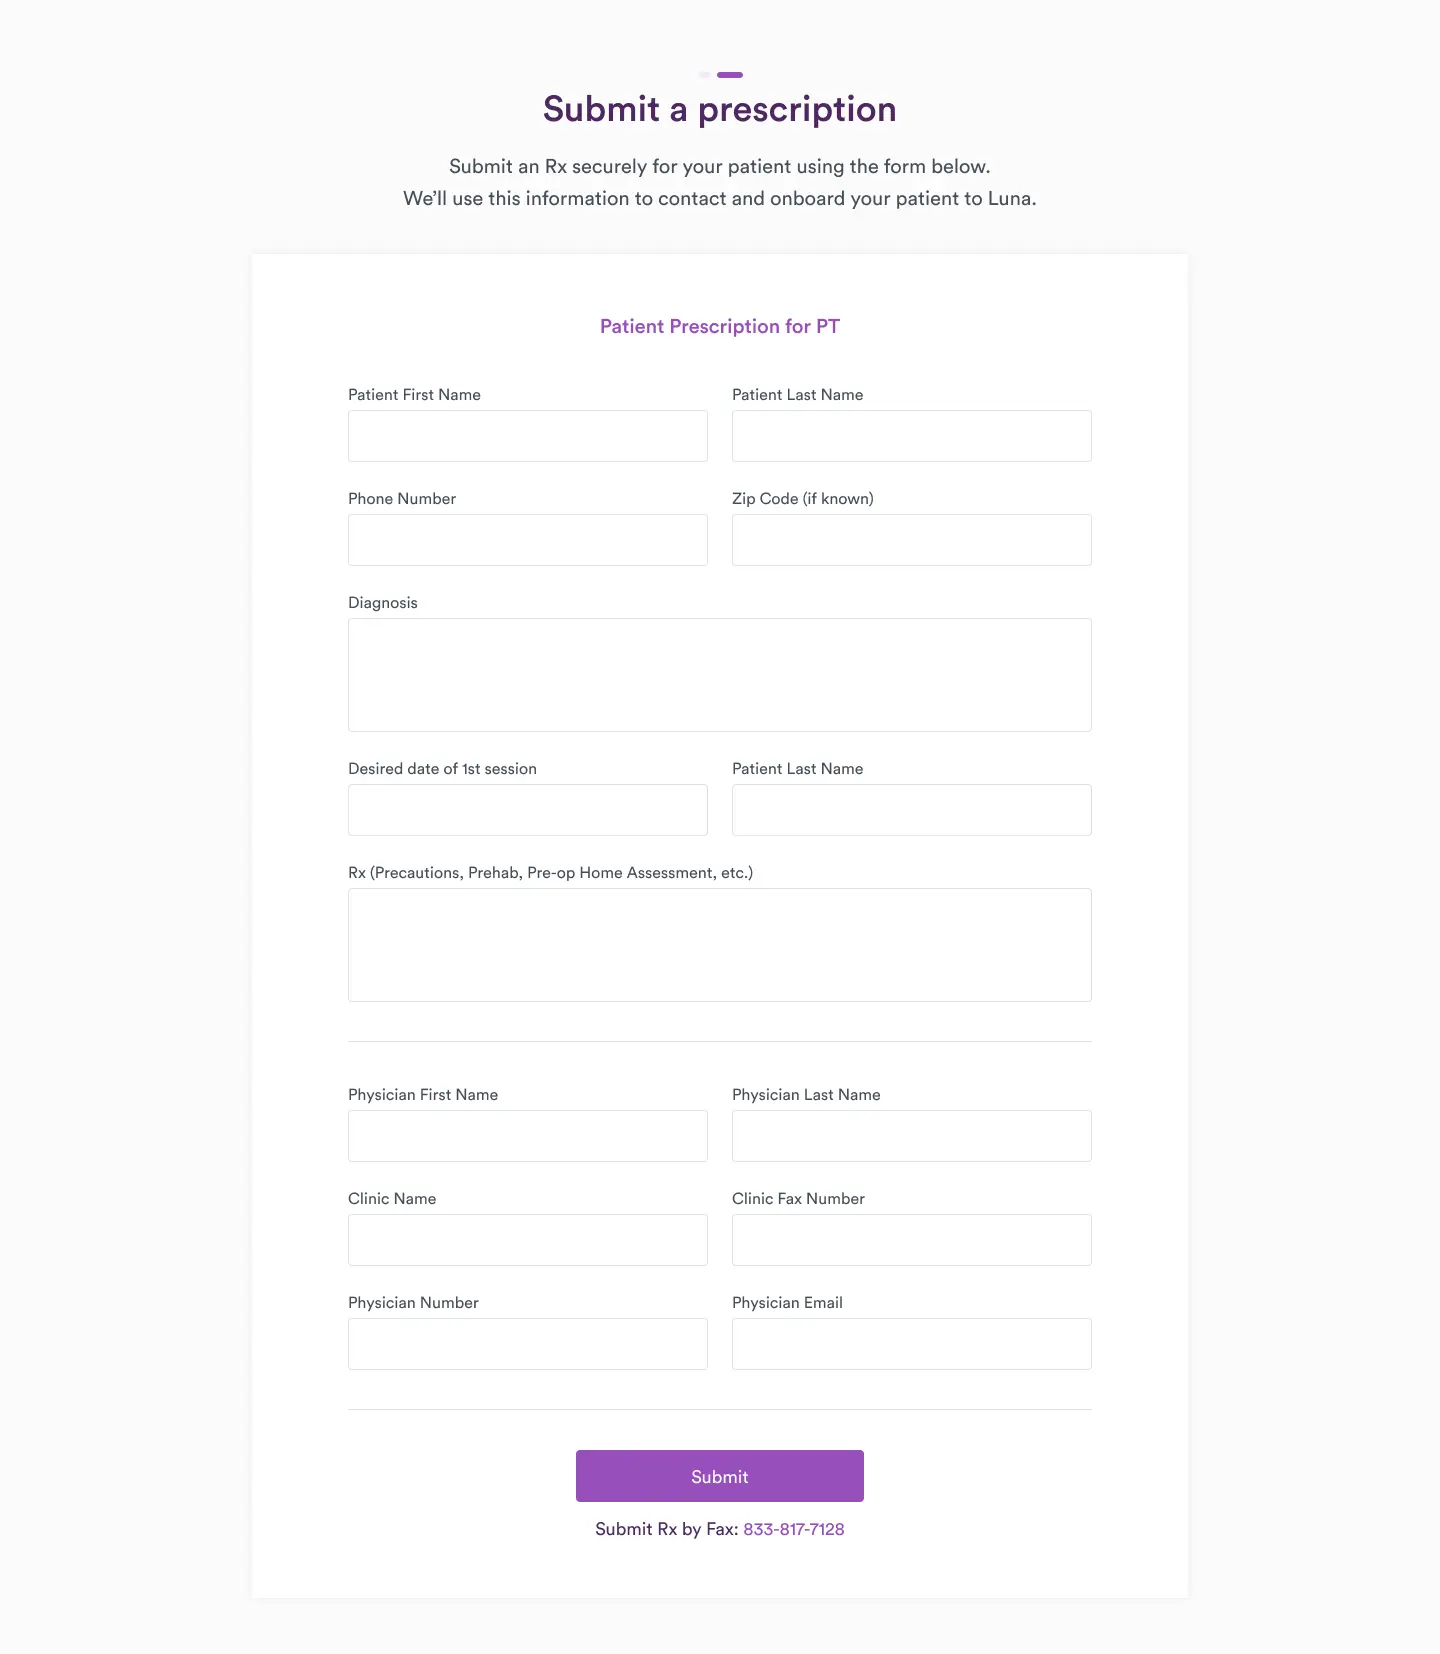 Submit a prescription
Submit an Rx securely for your patient using the form below.
We’ll use this information to contact and onboard your patient to Luna.
Patient Prescription for PT
Patient First Name
Patient Last Name
Phone Number
Zip Code (if known)
Diagnosis
Desired date of 1st session
Patient Last Name
Rx (Precautions, Prehab, Pre-op Home Assessment, etc.)
Physician First Name
Physician Last Name
Clinic Name
Clinic Fax Number
Physician Number
Physician Email
Submit
Submit Rx by Fax: 833-817-7128